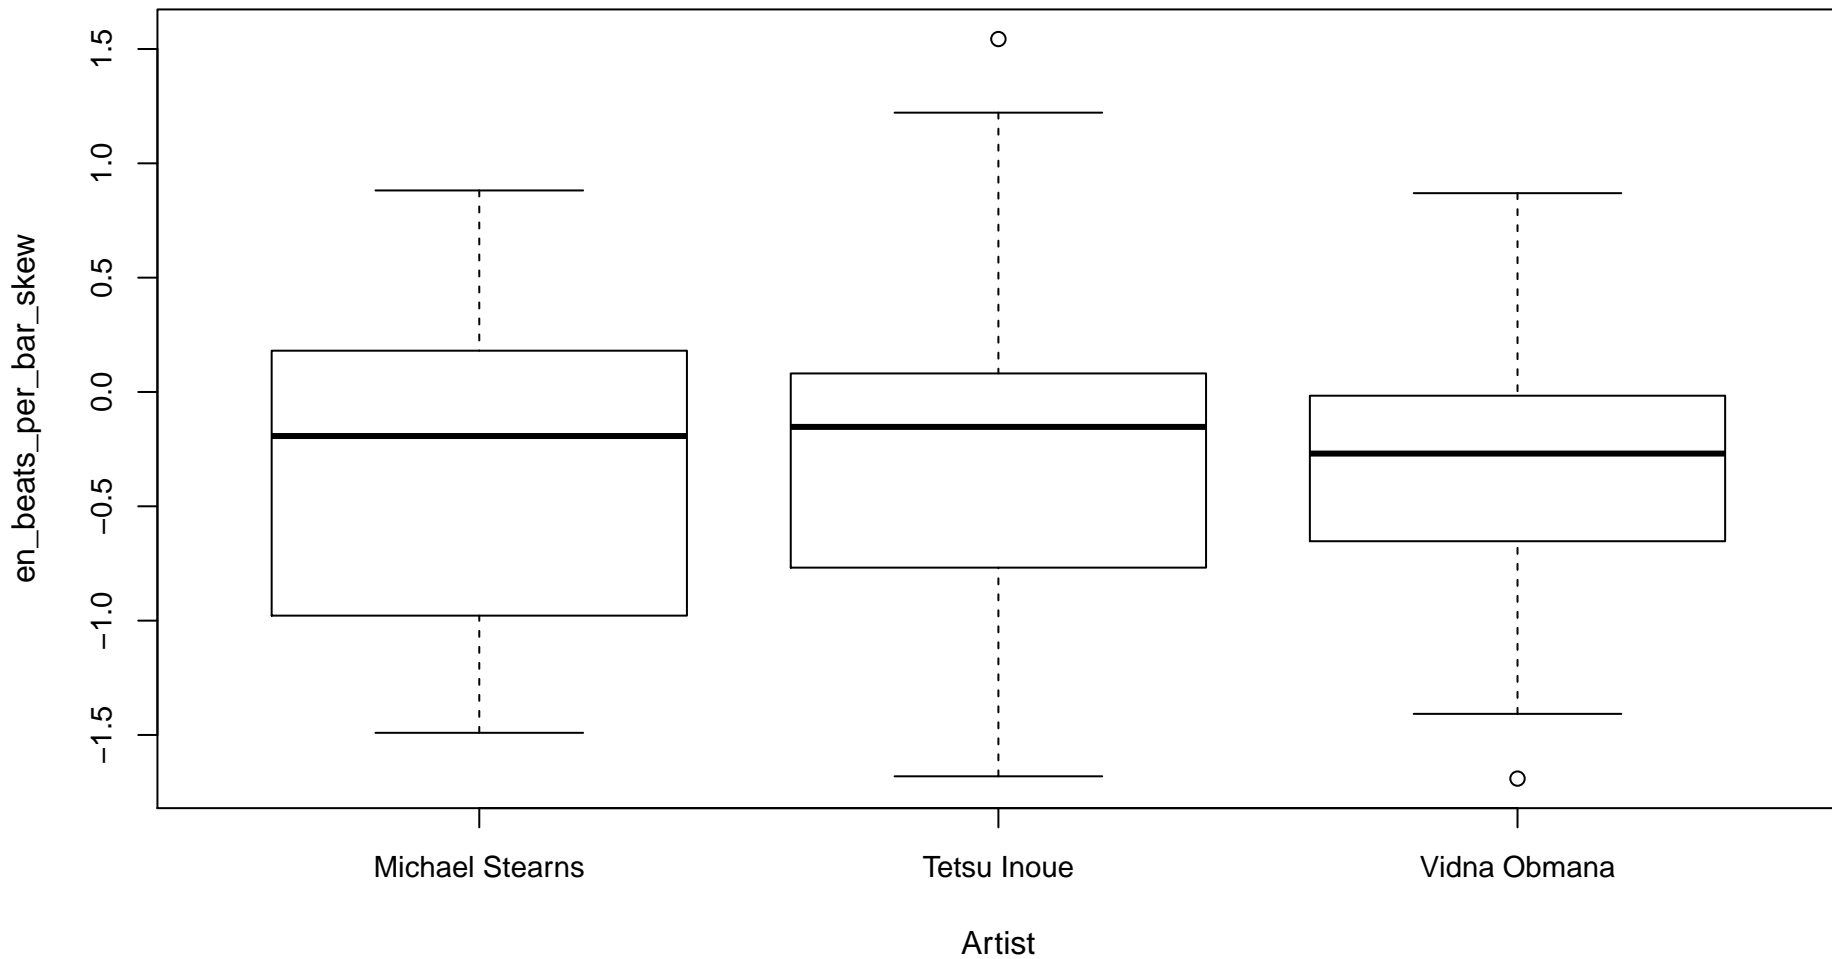 en_beats_per_bar_skew
1.5
1.0
0.5
0.0
−0.5
−1.0
−1.5
Michael Stearns
Tetsu Inoue
Vidna Obmana
Artist